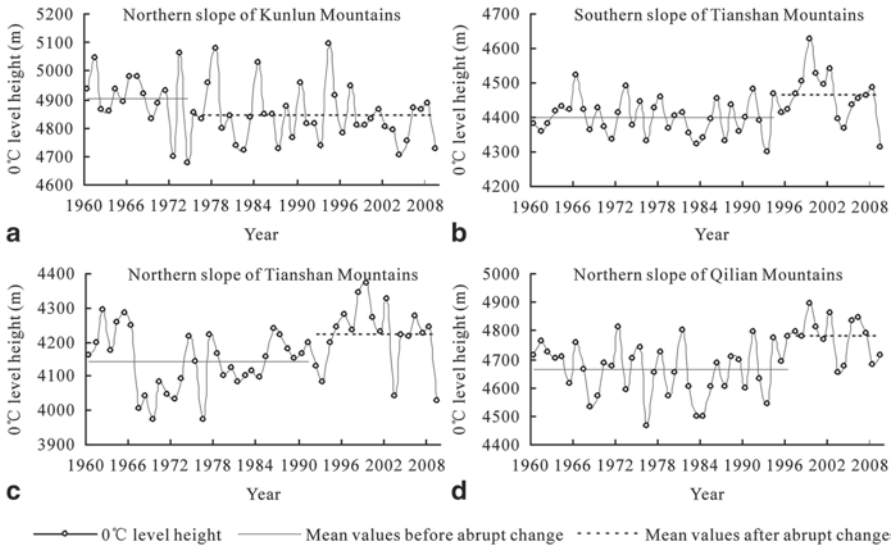 a
Northern slope of Kunlun Mountains
0℃ level height (m)
5200
5100
5000
4900
4800
4700
4600
1960 1966 1972 1978 1984 1990 1996 2002 2008
Year
b
Southern slope of Tianshan Mountains
0℃ level height (m)
4700
4600
4500
4400
4300
4200
1960 1966 1972 1978 1984 1990 1996 2002 2008
Year
c
Northern slope of Tianshan Mountains
0℃ level height (m)
4400
4300
4200
4100
4000
3900
1960 1966 1972 1978 1984 1990 1996 2002 2008
Year
d
Northern slope of Qilian Mountains
0℃ level height (m)
5000
4900
4800
4700
4600
4500
4400
1960 1966 1972 1978 1984 1990 1996 2002 2008
Year
0℃ level height
Mean values before abrupt change
Mean values after abrupt change